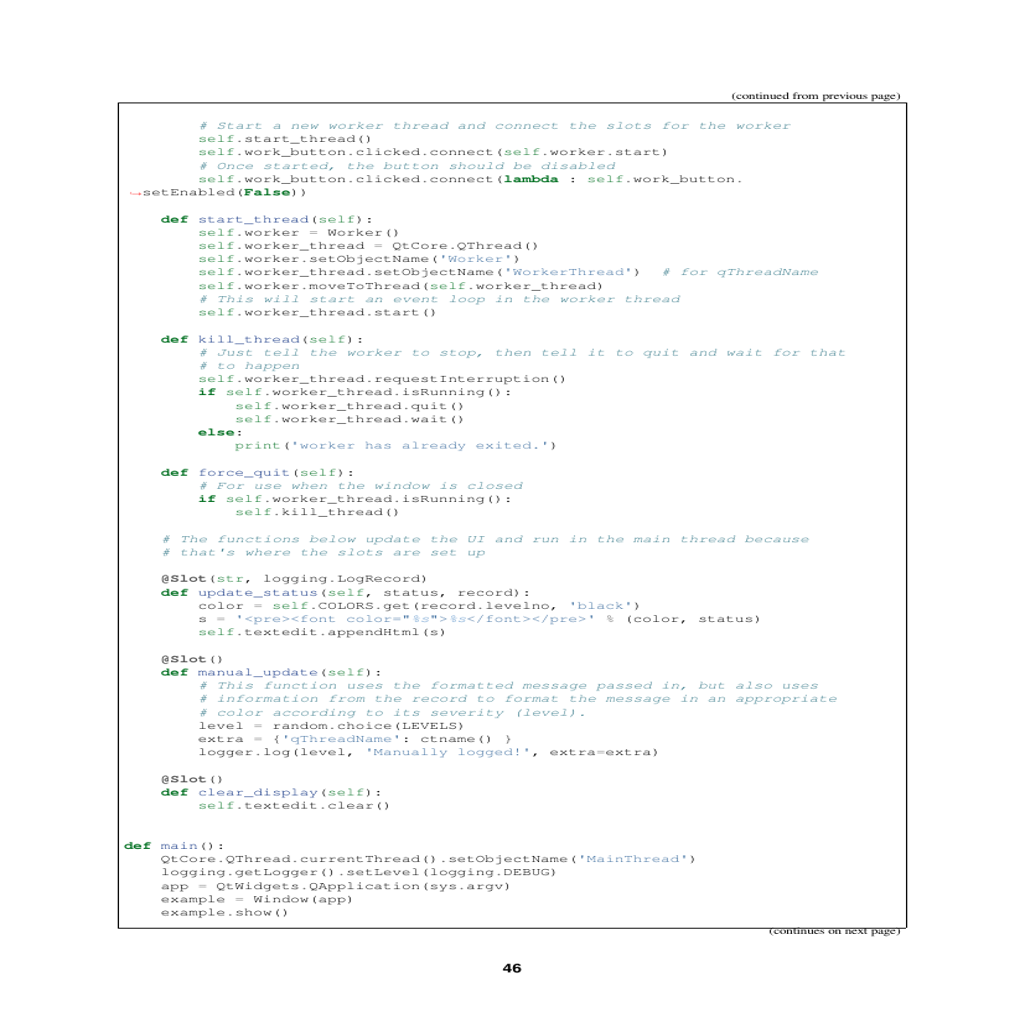 (continued from previous page)
        # Start a new worker thread and connect the slots for the worker
        self.start_thread()
        self.work_button.clicked.connect(self.worker.start)
        # Once started, the button should be disabled
        self.work_button.clicked.connect(lambda : self.work_button.
↪setEnabled(False))

    def start_thread(self):
        self.worker = Worker()
        self.worker_thread = QtCore.QThread()
        self.worker.setObjectName('Worker')
        self.worker_thread.setObjectName('WorkerThread')  # for qThreadName
        self.worker.moveToThread(self.worker_thread)
        # This will start an event loop in the worker thread
        self.worker_thread.start()

    def kill_thread(self):
        # Just tell the worker to stop, then tell it to quit and wait for that
        # to happen
        self.worker_thread.requestInterruption()
        if self.worker_thread.isRunning():
            self.worker_thread.quit()
            self.worker_thread.wait()
        else:
            print('worker has already exited.')

    def force_quit(self):
        # For use when the window is closed
        if self.worker_thread.isRunning():
            self.kill_thread()

    # The functions below update the UI and run in the main thread because
    # that's where the slots are set up

    @Slot(str, logging.LogRecord)
    def update_status(self, status, record):
        color = self.COLORS.get(record.levelno, 'black')
        s = '<pre><font color="%s">%s</font></pre>' % (color, status)
        self.textedit.appendHtml(s)

    @Slot()
    def manual_update(self):
        # This function uses the formatted message passed in, but also uses
        # information from the record to format the message in an appropriate
        # color according to its severity (level).
        level = random.choice(LEVELS)
        extra = {'qThreadName': ctname() }
        logger.log(level, 'Manually logged!', extra=extra)

    @Slot()
    def clear_display(self):
        self.textedit.clear()


def main():
    QtCore.QThread.currentThread().setObjectName('MainThread')
    logging.getLogger().setLevel(logging.DEBUG)
    app = QtWidgets.QApplication(sys.argv)
    example = Window(app)
    example.show()
(continues on next page)
46